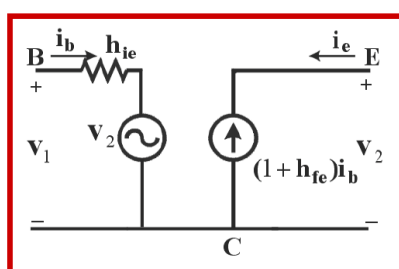 i_b h_ie i_e
B E
+ +
v_1 v_2 (1+h_fe)i_b v_2
− −
C